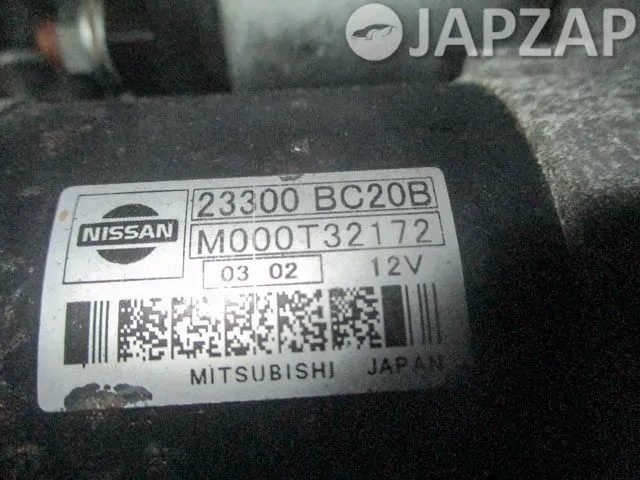 JAPZAP
NISSAN
23300 BC20B
M000T32172
03 02 12V
MITSUBISHI JAPAN